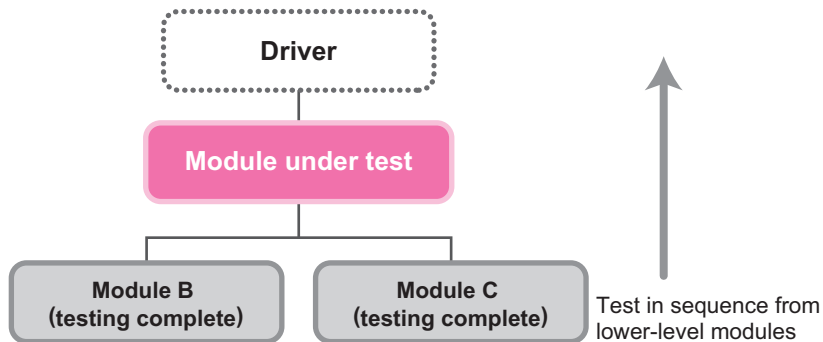 Driver
Module under test
Module B
(testing complete)
Module C
(testing complete)
Test in sequence from
lower-level modules